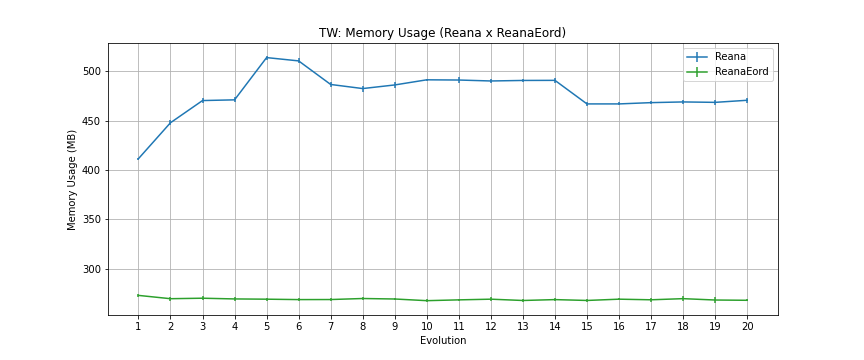 TW: Memory Usage (Reana x ReanaEord)
Reana
ReanaEord
Memory Usage (MB)
500
450
400
350
300
1 2 3 4 5 6 7 8 9 10 11 12 13 14 15 16 17 18 19 20
Evolution